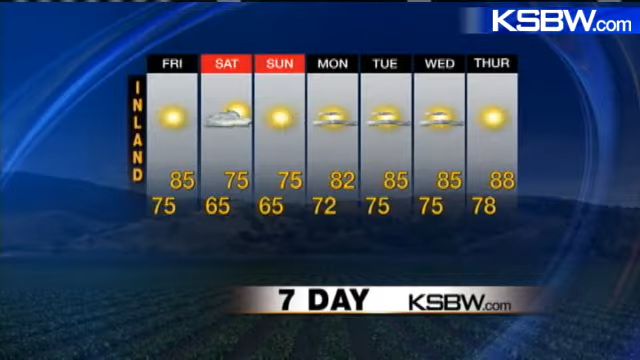 KSBW.com
FRI SAT SUN MON TUE WED THUR
INLAND
85 75 75 82 85 85 88
75 65 65 72 75 75 78
7 DAY KSBW.com